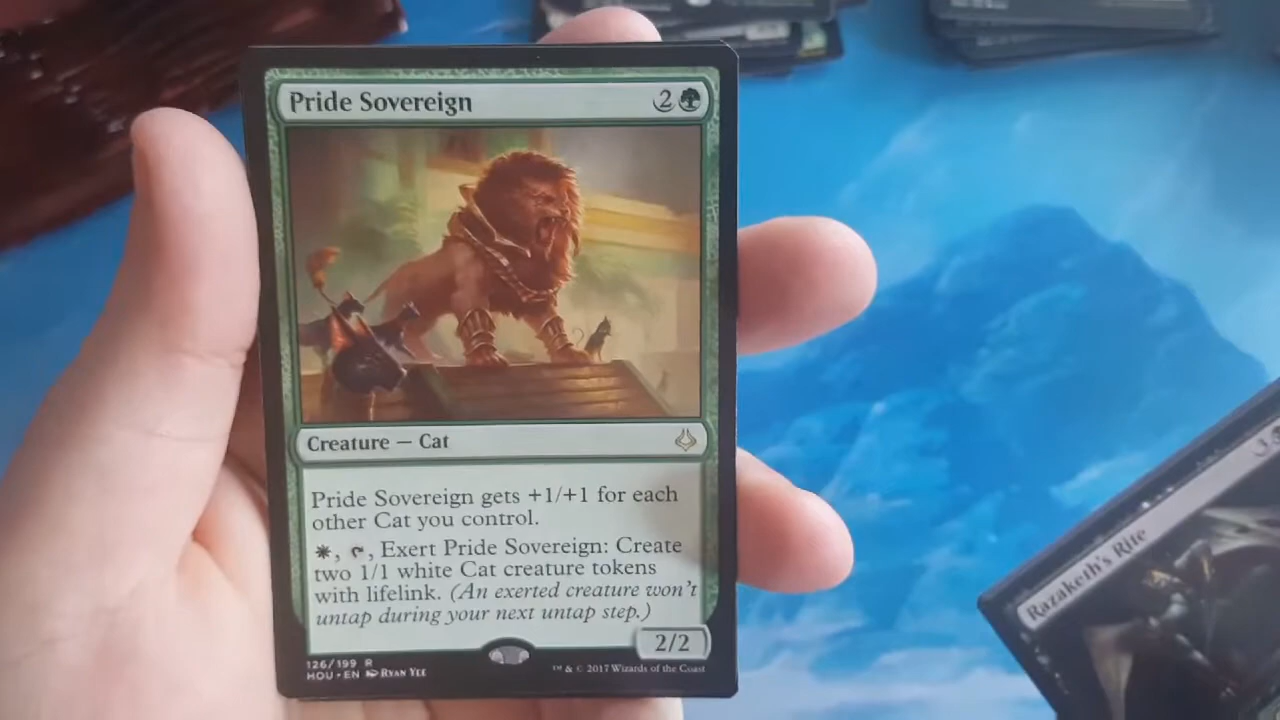 Pride Sovereign 2
Creature — Cat
Pride Sovereign gets +1/+1 for each
other Cat you control.
, , Exert Pride Sovereign: Create
two 1/1 white Cat creature tokens
with lifelink. (An exerted creature won't
untap during your next untap step.)
2/2
126/199 R
HOU • EN Ryan Yee
™ & © 2017 Wizards of the Coast
Razaketh's Rite 3